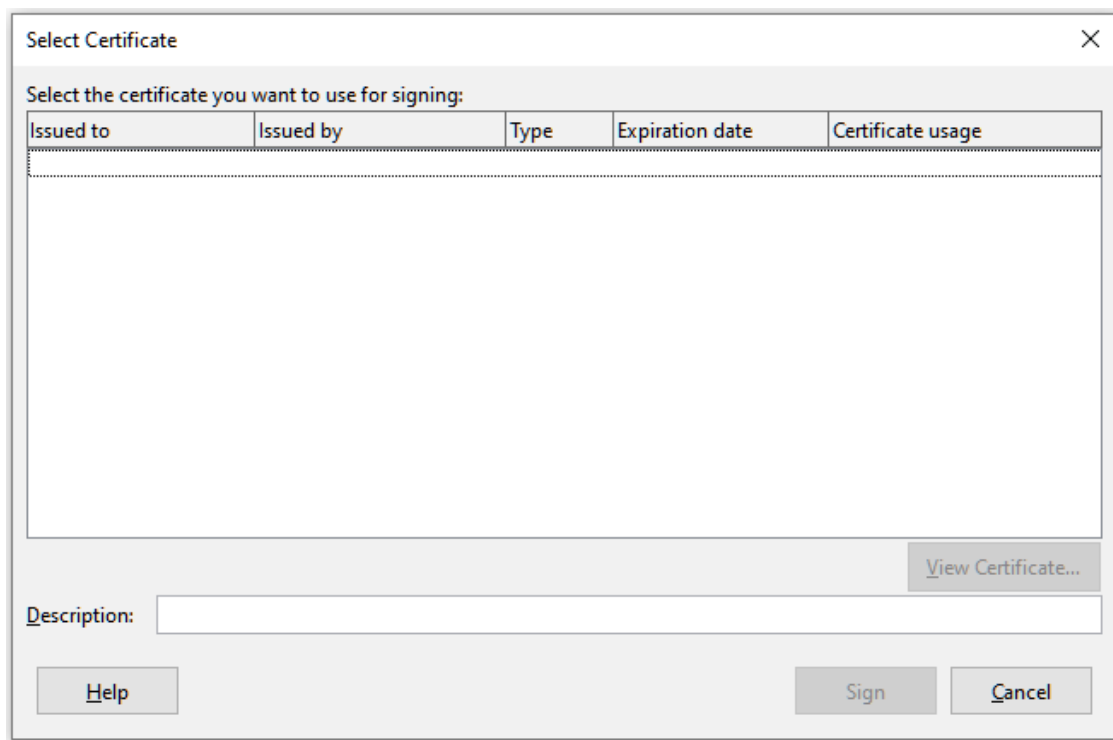 Select Certificate
Select the certificate you want to use for signing:
Issued to Issued by Type Expiration date Certificate usage
View Certificate...
Description:
Help Sign Cancel